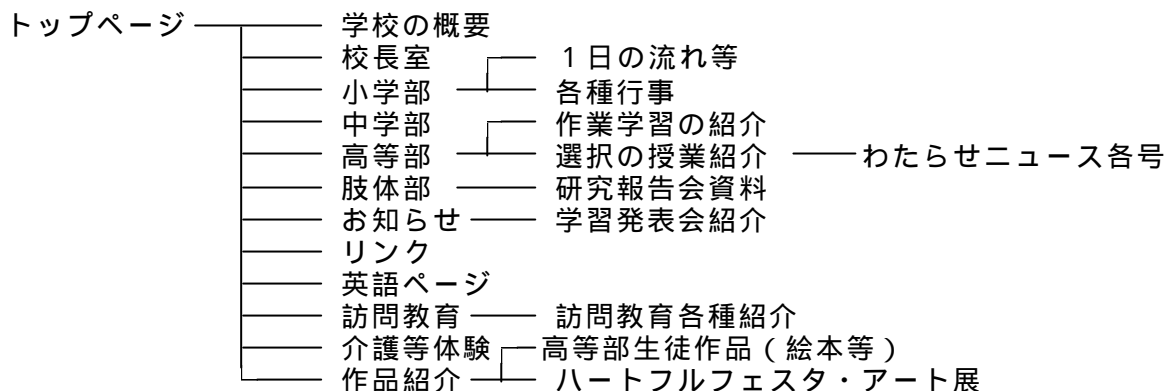 トップページ 学校の概要
校長室 １日の流れ等
小学部 各種行事
中学部 作業学習の紹介
高等部 選択の授業紹介 わたらせニュース各号
肢体部 研究報告会資料
お知らせ 学習発表会紹介
リンク
英語ページ
訪問教育 訪問教育各種紹介
介護等体験 高等部生徒作品（絵本等）
作品紹介 ハートフルフェスタ・アート展